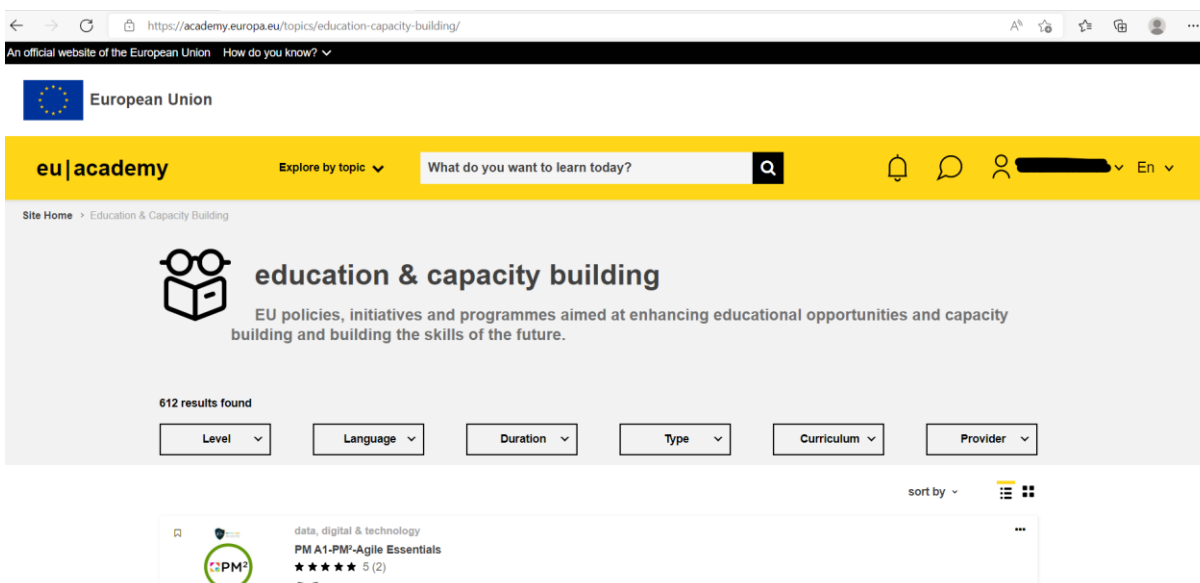 https://academy.europa.eu/topics/education-capacity-building/
An official website of the European Union How do you know?
European Union
eu|academy
Explore by topic
What do you want to learn today?
En
Site Home > Education & Capacity Building
education & capacity building
EU policies, initiatives and programmes aimed at enhancing educational opportunities and capacity
building and building the skills of the future.
612 results found
Level Language Duration Type Curriculum Provider
sort by
data, digital & technology
PM A1-PM²-Agile Essentials
PM²
5 (2)